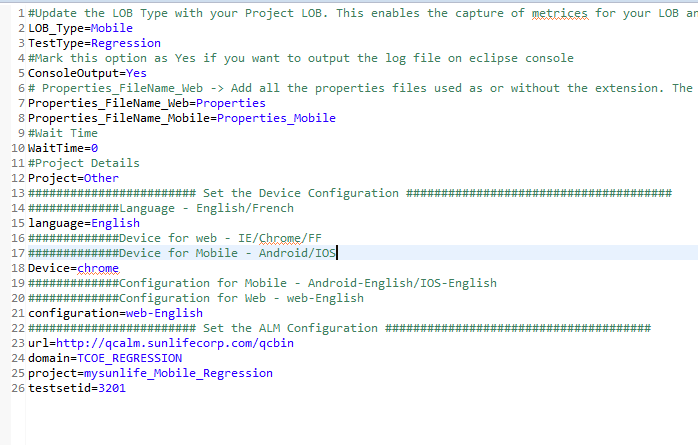 1 #Update the LOB Type with your Project LOB. This enables the capture of metrices for your LOB an
2 LOB_Type=Mobile
3 TestType=Regression
4 #Mark this option as Yes if you want to output the log file on eclipse console
5 ConsoleOutput=Yes
6 # Properties_FileName_Web -> Add all the properties files used as or without the extension. The
7 Properties_FileName_Web=Properties
8 Properties_FileName_Mobile=Properties_Mobile
9 #Wait Time
10 WaitTime=0
11 #Project Details
12 Project=Other
13 ######################## Set the Device Configuration ######################################
14 #############Language - English/French
15 language=English
16 #############Device for web - IE/Chrome/FF
17 #############Device for Mobile - Android/IOS
18 Device=chrome
19 #############Configuration for Mobile - Android-English/IOS-English
20 #############Configuration for Web - web-English
21 configuration=web-English
22 ######################## Set the ALM Configuration ######################################
23 url=http://qcalm.sunlifecorp.com/qcbin
24 domain=TCOE_REGRESSION
25 project=mysunlife_Mobile_Regression
26 testsetid=3201